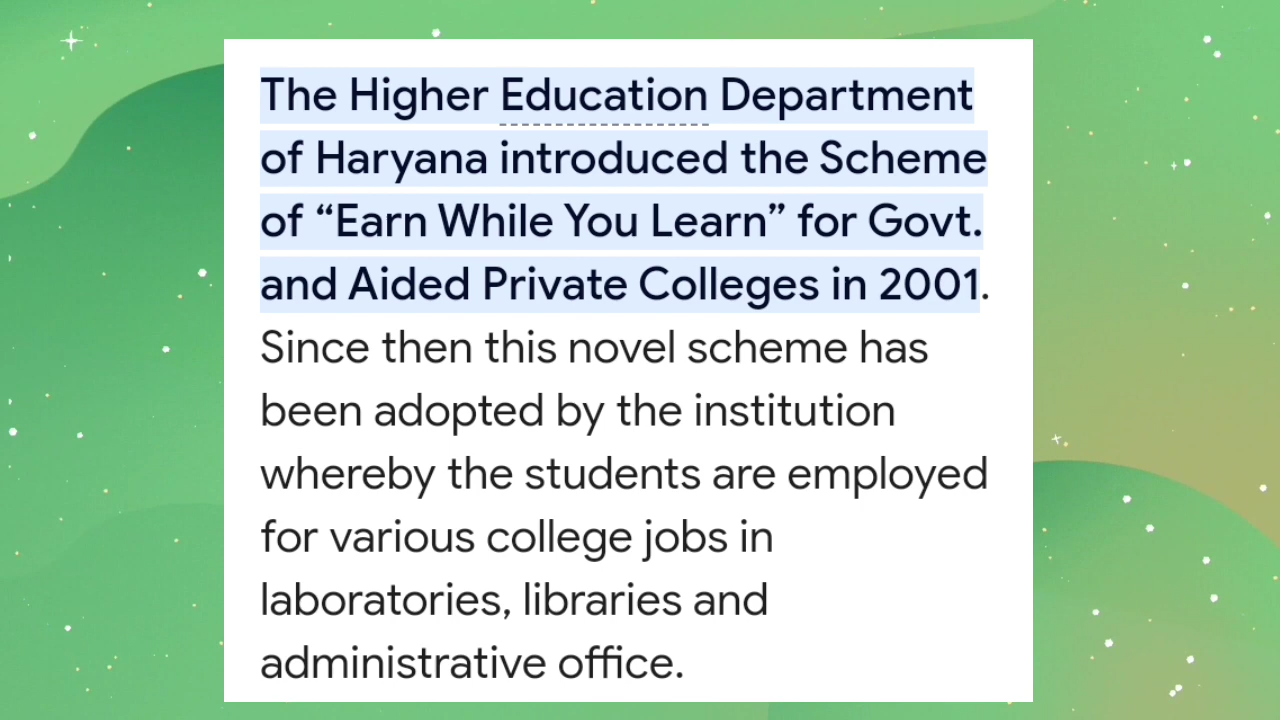 The Higher Education Department
of Haryana introduced the Scheme
of “Earn While You Learn” for Govt.
and Aided Private Colleges in 2001.
Since then this novel scheme has
been adopted by the institution
whereby the students are employed
for various college jobs in
laboratories, libraries and
administrative office.